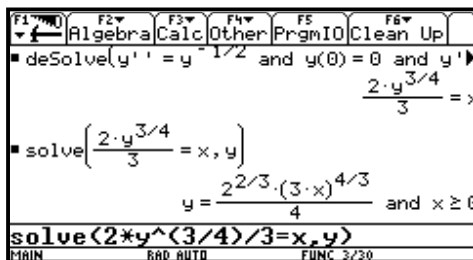 F1 F2 F3 F4 F5 F6
Algebra Calc Other PrgmIO Clean Up
deSolve(y'' = y^-1/2 and y(0) = 0 and y'
2·y^3/4 / 3 = x
solve(2·y^3/4 / 3 = x, y)
y = 2^2/3·(3·x)^4/3 / 4 and x ≥ 0
solve(2*y^(3/4)/3=x,y)
MAIN RAD AUTO FUNC 3/30